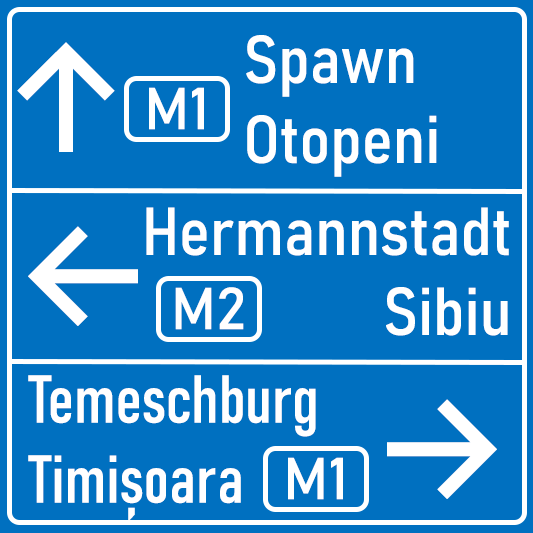 Spawn
M1
Otopeni
Hermannstadt
M2 Sibiu
Temeschburg
Timișoara M1